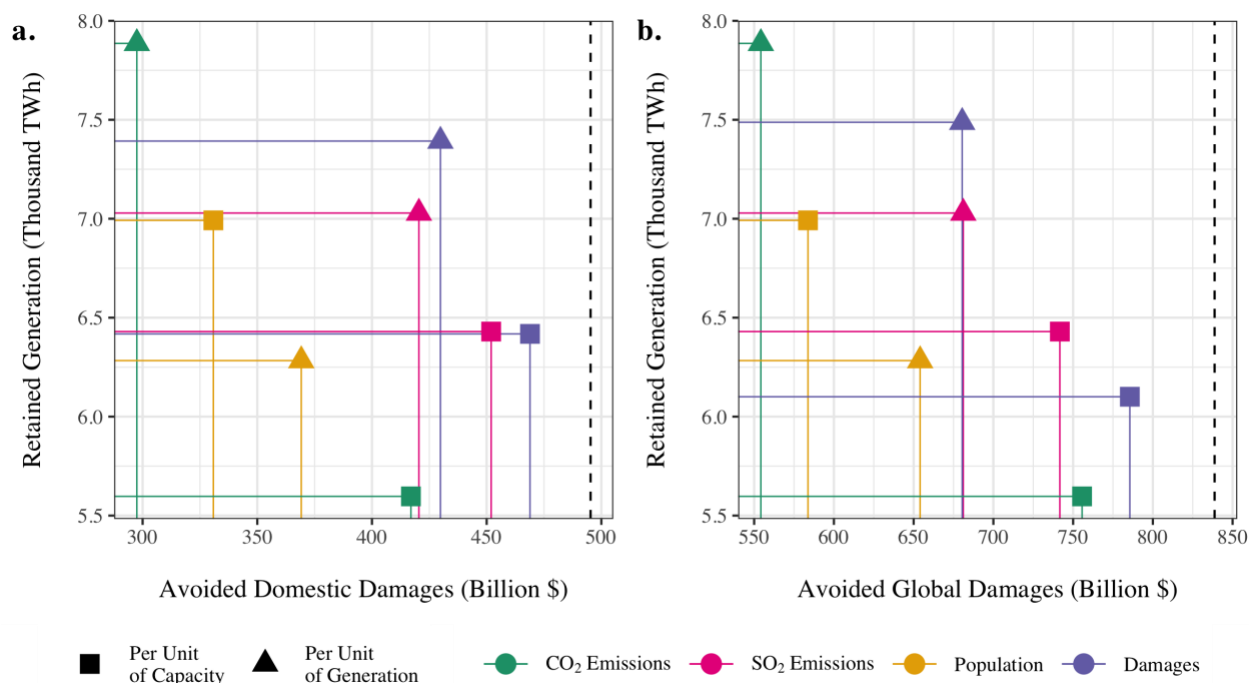 a.
Retained Generation (Thousand TWh)
8.0
7.5
7.0
6.5
6.0
5.5
300 350 400 450 500
Avoided Domestic Damages (Billion $)
b.
Retained Generation (Thousand TWh)
8.0
7.5
7.0
6.5
6.0
5.5
550 600 650 700 750 800 850
Avoided Global Damages (Billion $)
Per Unit
of Capacity
Per Unit
of Generation
CO₂ Emissions
SO₂ Emissions
Population
Damages